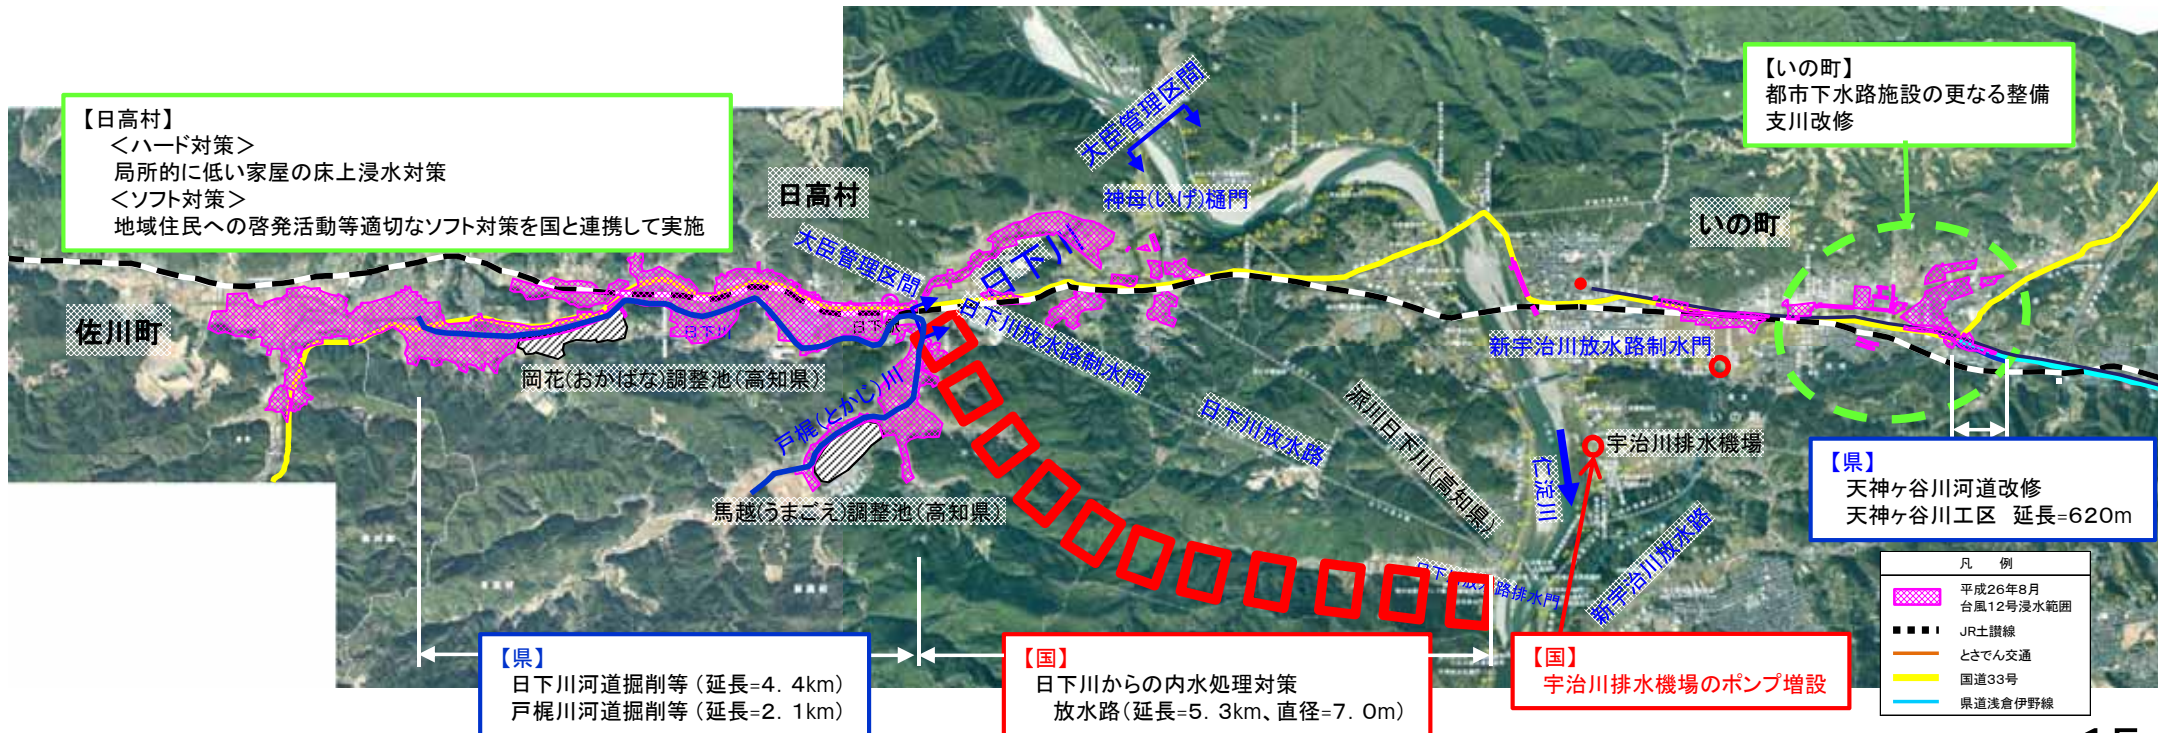 【日高村】
＜ハード対策＞
局所的に低い家屋の床上浸水対策
＜ソフト対策＞
地域住民への啓発活動等適切なソフト対策を国と連携して実施
【いの町】
都市下水路施設の更なる整備
支川改修
大臣管理区間
日高村
神母(いげ)樋門
いの町
大臣管理区間
日下川
佐川町
日下川
日下川放水路制水門
新宇治川放水路制水門
岡花(おかばな)調整池(高知県)
戸梶(とかじ)川
日下川放水路
派川日下川(高知県)
仁淀川
宇治川排水機場
馬越(うまごえ)調整池(高知県)
新宇治川放水路
日下川放水路排水門
【県】
天神ヶ谷川河道改修
天神ヶ谷川工区 延長=620m
【県】
日下川河道掘削等（延長=4．4km）
戸梶川河道掘削等（延長=2．1km）
【国】
日下川からの内水処理対策
放水路（延長=5．3km、直径=7．0m）
【国】
宇治川排水機場のポンプ増設
凡 例
平成26年8月
台風12号浸水範囲
JR土讃線
とさでん交通
国道33号
県道浅倉伊野線